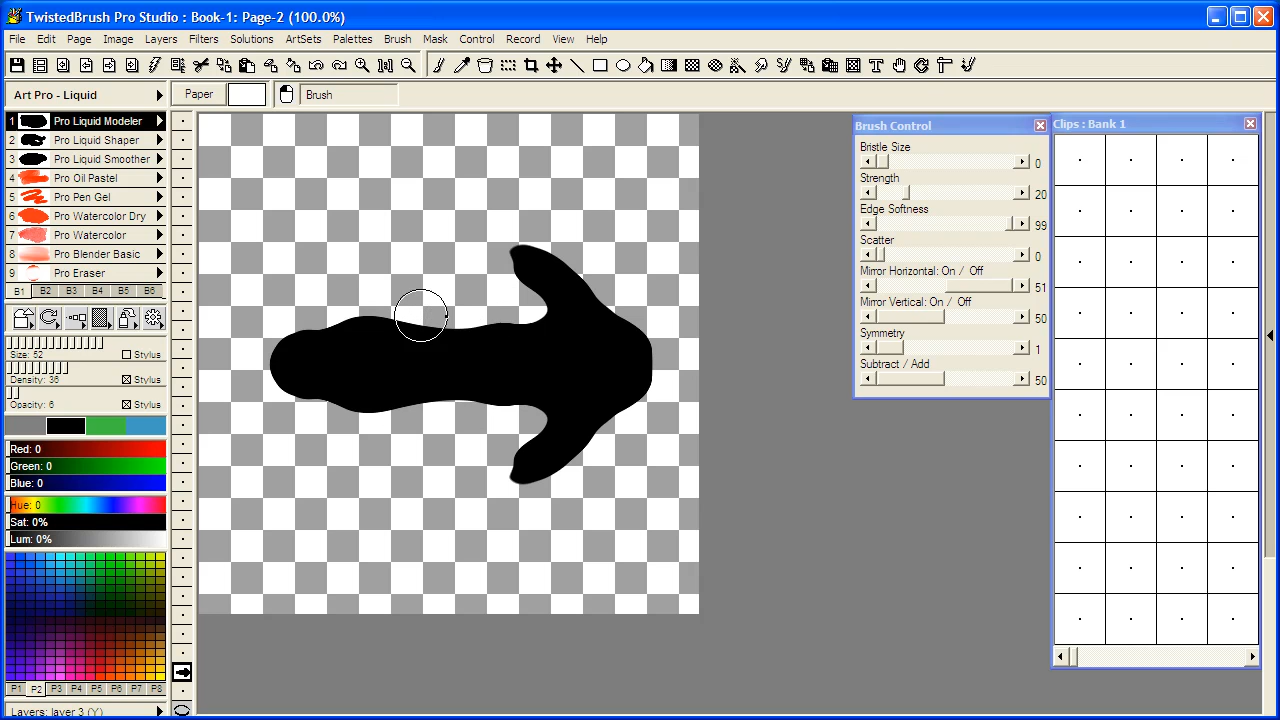 TwistedBrush Pro Studio : Book-1: Page-2 (100.0%)
File Edit Page Image Layers Filters Solutions ArtSets Palettes Brush Mask Control Record View Help
Art Pro - Liquid
Paper
Brush
1 Pro Liquid Modeler
2 Pro Liquid Shaper
3 Pro Liquid Smoother
4 Pro Oil Pastel
5 Pro Pen Gel
6 Pro Watercolor Dry
7 Pro Watercolor
8 Pro Blender Basic
9 Pro Eraser
B1 B2 B3 B4 B5 B6
Size: 52 Stylus
Density: 36 Stylus
Opacity: 6 Stylus
Red: 0
Green: 0
Blue: 0
Hue: 0
Sat: 0%
Lum: 0%
P1 P2 P3 P4 P5 P6 P7 P8
Layers: layer 3 (Y)
Brush Control
Bristle Size
0
Strength
20
Edge Softness
99
Scatter
0
Mirror Horizontal: On / Off
51
Mirror Vertical: On / Off
50
Symmetry
1
Subtract / Add
50
Clips : Bank 1